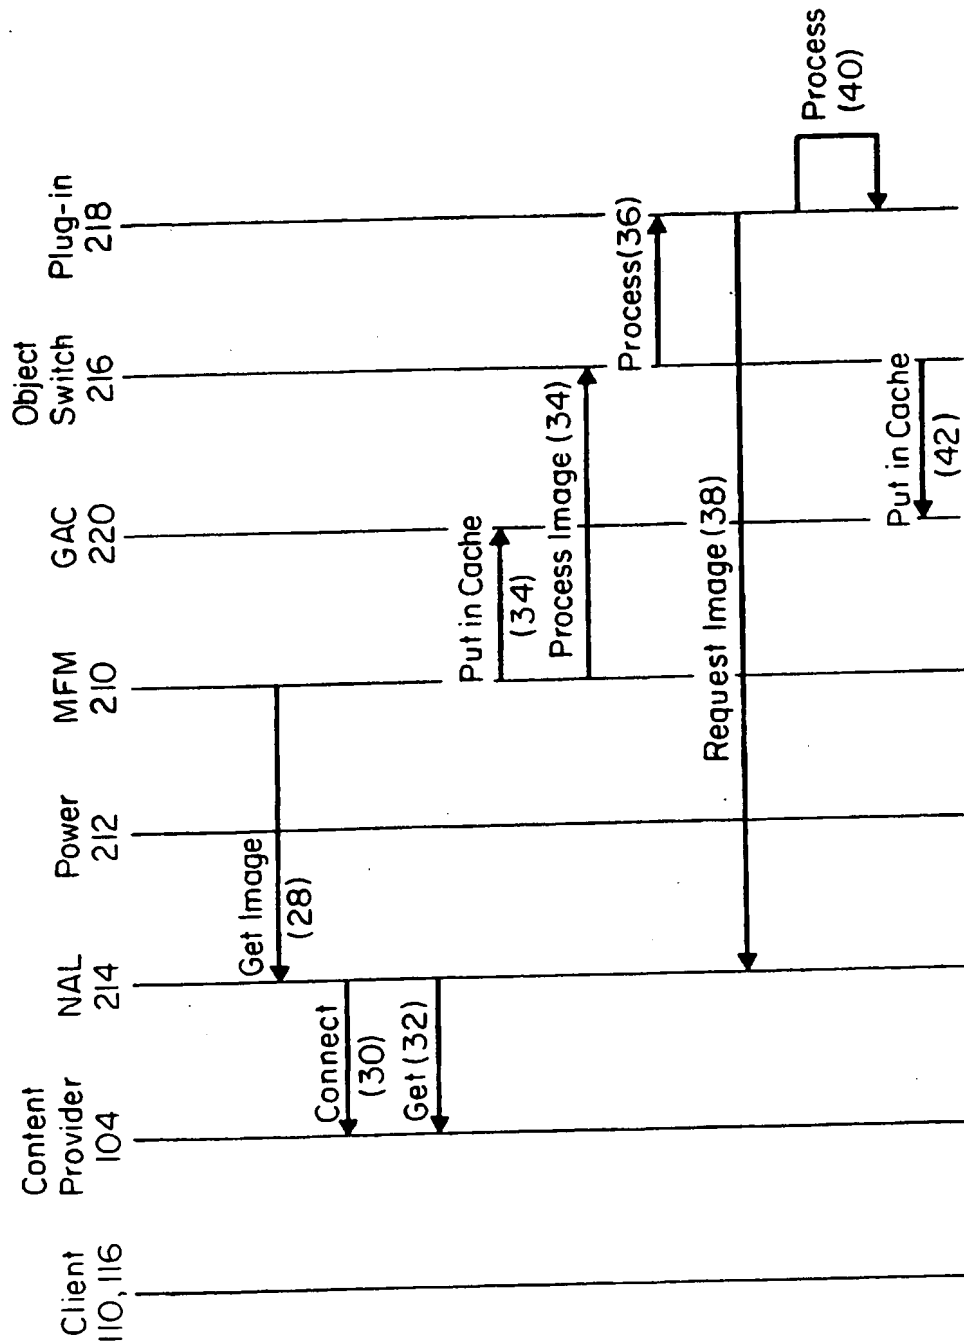 Client
110, 116
Content
Provider
104
NAL
214
Power
212
MFM
210
GAC
220
Object
Switch
216
Plug-in
218
Get Image
(28)
Connect
(30)
Get (32)
Put in Cache
(34)
Process Image (34)
Process(36)
Request Image (38)
Process
(40)
Put in Cache
(42)